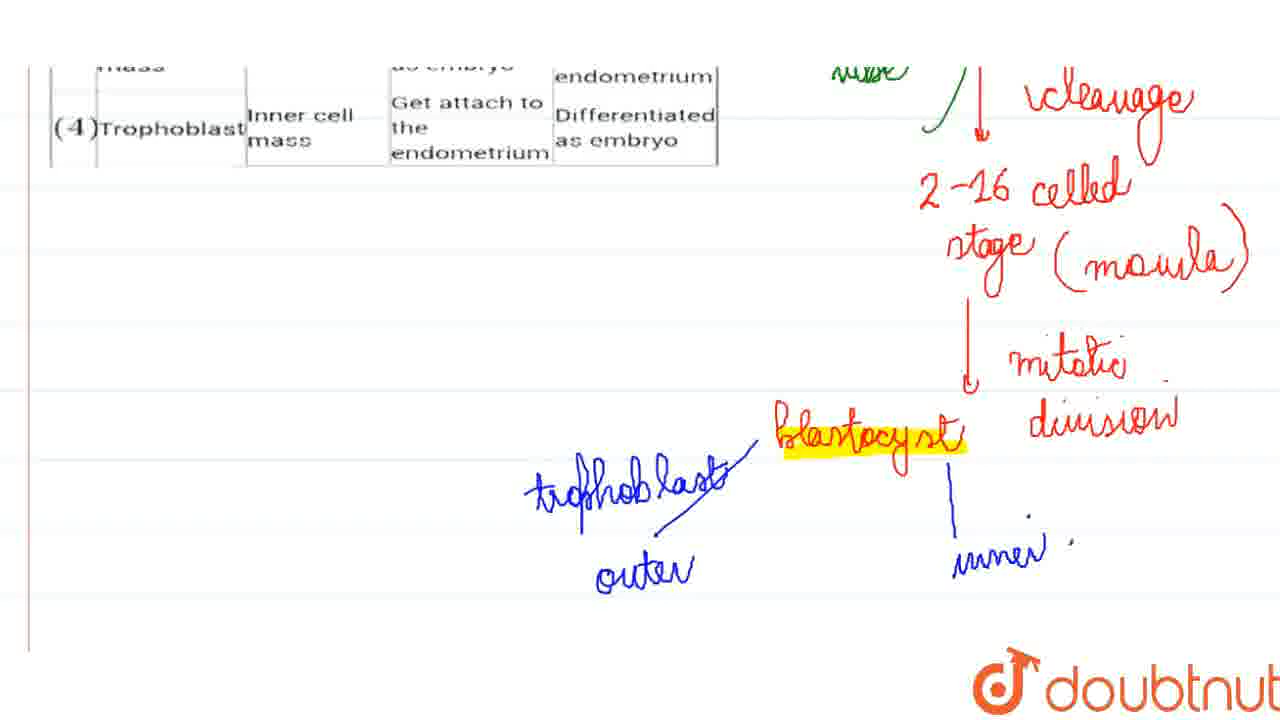 endometrium
(4) Trophoblast Inner cell mass Get attach to the endometrium Differentiated as embryo
cleavage
2-16 celled
stage (morula)
mitotic
division
blastocyst
trophoblast
outer
inner
doubtnut